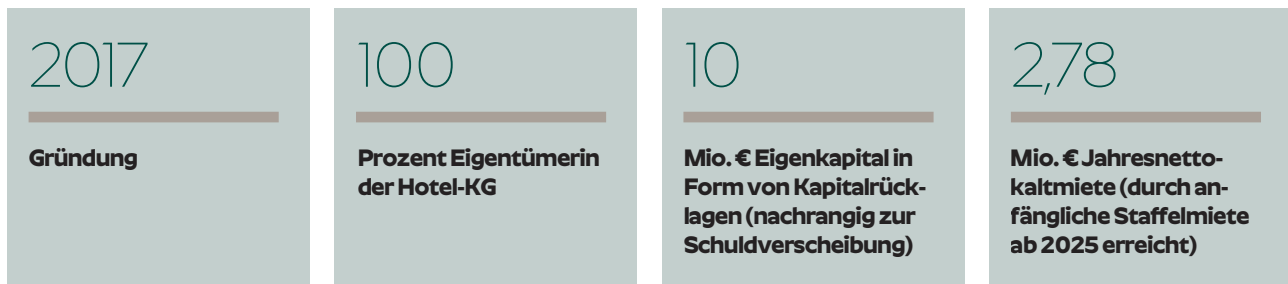 2017
Gründung
100
Prozent Eigentümerin
der Hotel-KG
10
Mio. € Eigenkapital in
Form von Kapitalrück-
lagen (nachrangig zur
Schuldverscheibung)
2,78
Mio. € Jahresnetto-
kaltmiete (durch an-
fängliche Staffelmiete
ab 2025 erreicht)